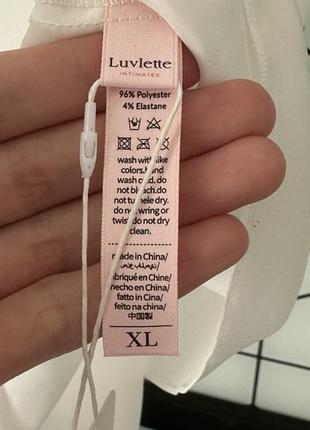 Luvlette
INTIMATES
96% Polyester
4% Elastane
wash with like
colors.hand
wash cold. do
not bleach.do
not tumele dry.
do not wring or
twist do not dry
clean.
made in China/
fabriqué en Chine/
hecho en China/
fatto in Cina/
feito na china/
中国製
XL